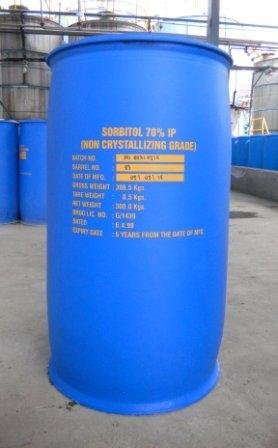 SORBITOL 70% IP
(NON CRYSTALLIZING GRADE)
BATCH NO. :
BARREL NO. : 93
DATE OF MFG. :
GROSS WEIGHT : 308.5 Kgs.
TARE WEIGHT : 8.5 Kgs.
NET WEIGHT : 300.0 Kgs.
DRUG LIC. NO. : G/1430
DATED : 6.4.99
EXPIRY DATE : 5 YEARS FROM THE DATE OF MFG